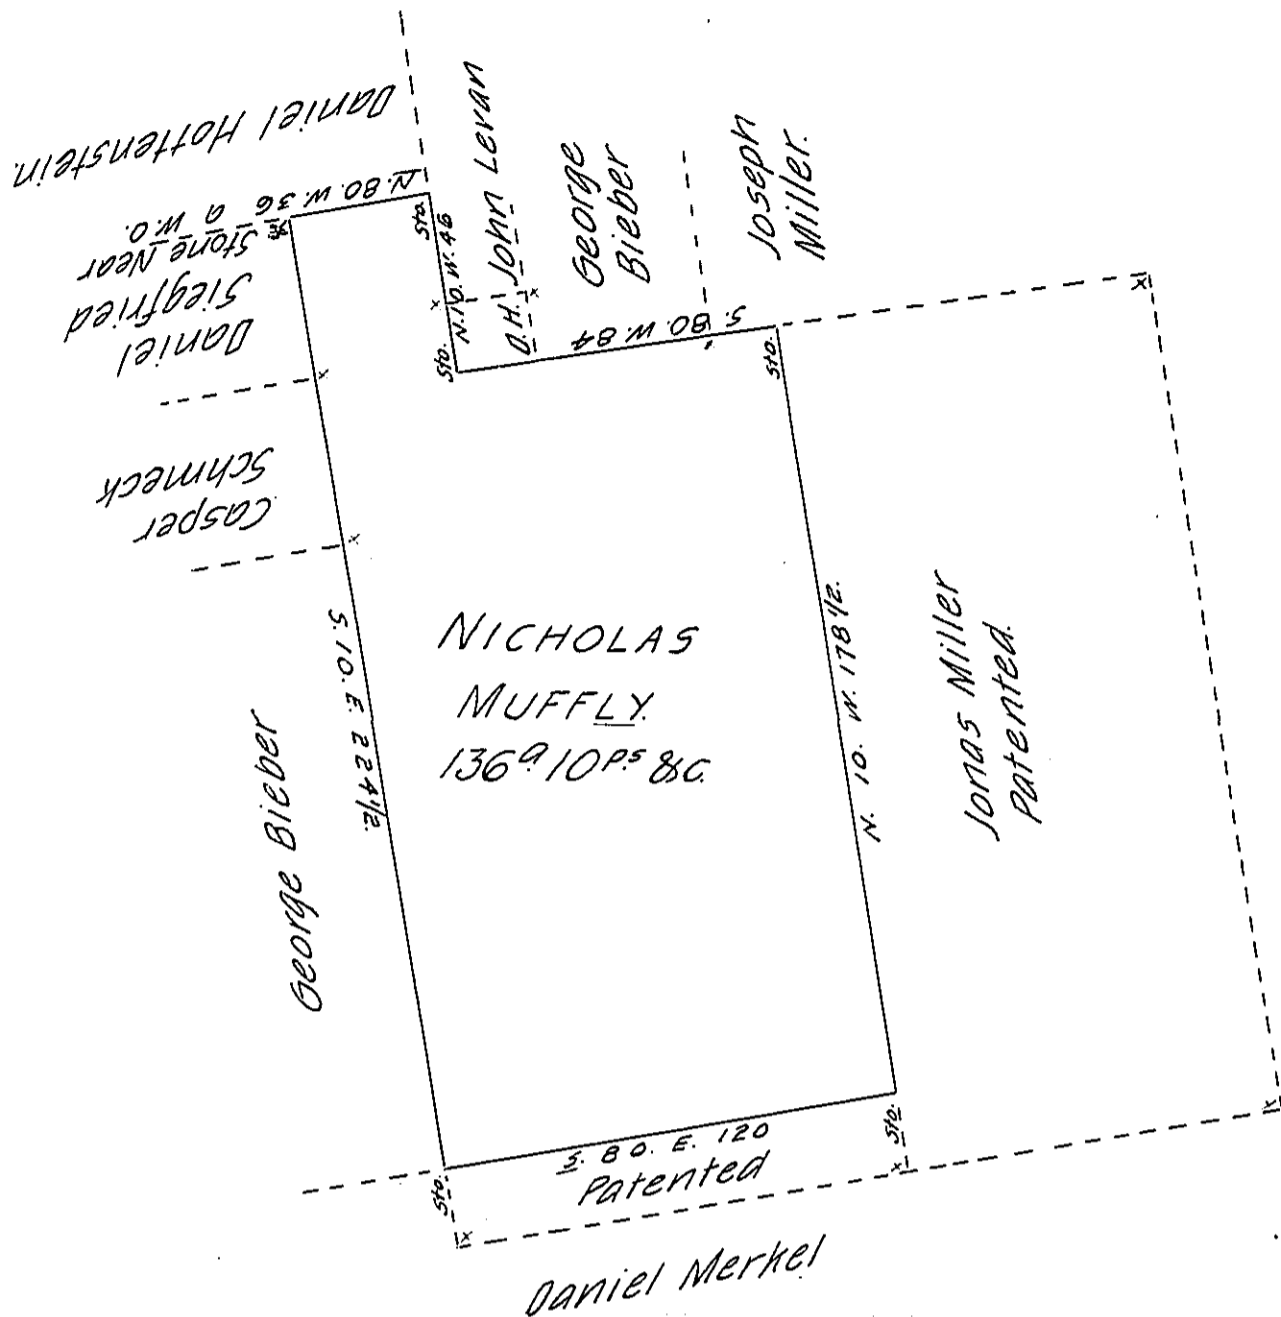 Daniel Hottenstein.
N. 80 W. 36
Stone Near
a W.O.
Daniel
Siegfried
Sto.
N. 10. W. 46
Sto.
D.H. John Levan
George
Bieber
Joseph
Miller.
S. 80. W. 84
Sto.
Casper
Schmeck
George Bieber
S. 10. E. 224½.
NICHOLAS
MUFFLY.
136a 10ps &c.
N. 10. W. 178½.
Jonas Miller
Patented.
Sto.
S. 80. E. 120
Patented
Sto.
Daniel Merkel